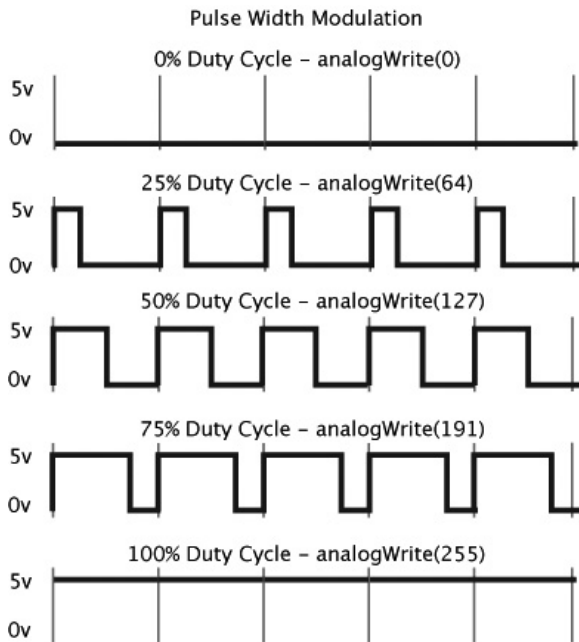 Pulse Width Modulation
0% Duty Cycle – analogWrite(0)
5v
0v
25% Duty Cycle – analogWrite(64)
5v
0v
50% Duty Cycle – analogWrite(127)
5v
0v
75% Duty Cycle – analogWrite(191)
5v
0v
100% Duty Cycle – analogWrite(255)
5v
0v